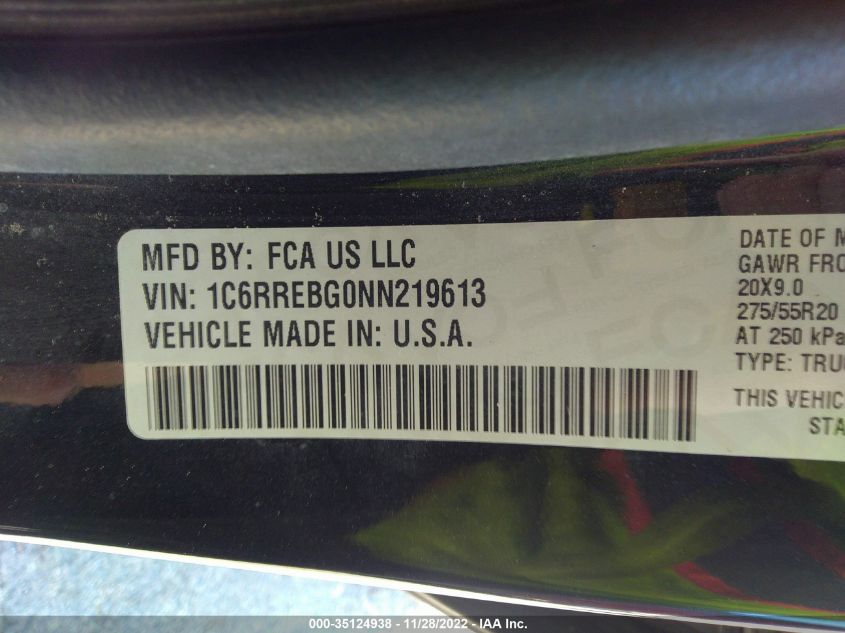 MFD BY: FCA US LLC
VIN: 1C6RREBG0NN219613
VEHICLE MADE IN: U.S.A.
DATE OF M
GAWR FRO
20X9.0
275/55R20
AT 250 kPa
TYPE: TRU
THIS VEHIC
STA
000-35124938 - 11/28/2022 - IAA Inc.